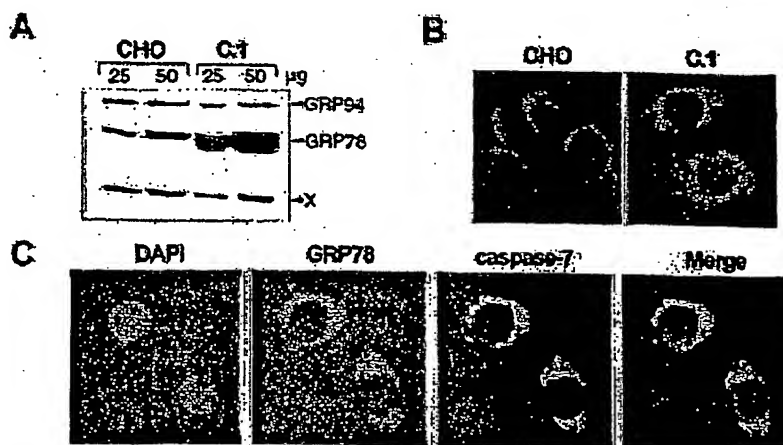 A
CHO C.1
25 50 25 50 µg
GRP94
GRP78
X
B
CHO C.1
C
DAPI GRP78 caspase-7 Merge